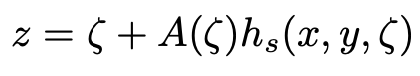 z = ζ + A(ζ)h_s(x, y, ζ)